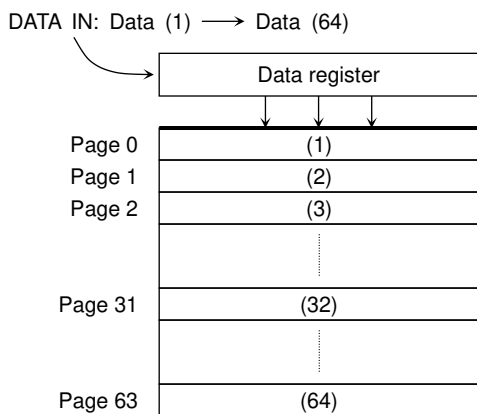 DATA IN: Data (1) → Data (64)
Data register
Page 0 (1)
Page 1 (2)
Page 2 (3)
Page 31 (32)
Page 63 (64)